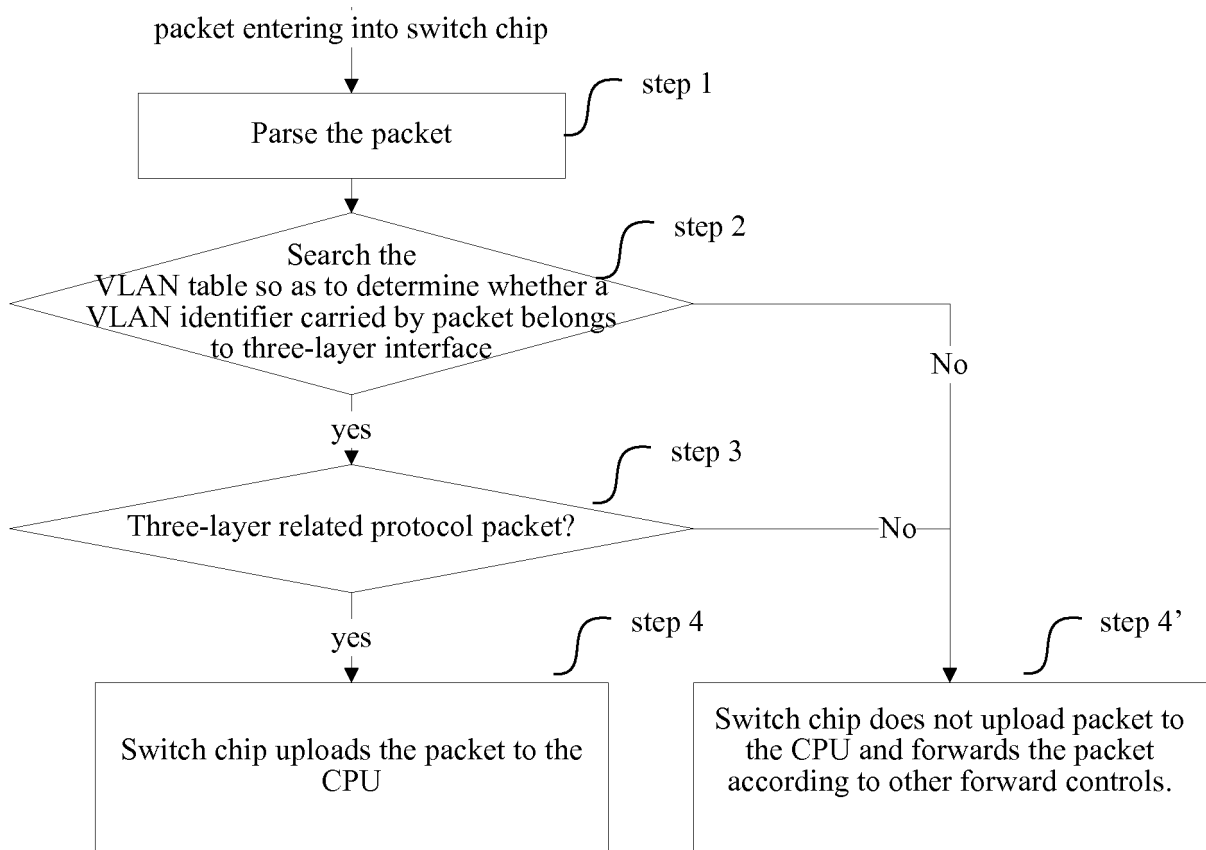 packet entering into switch chip
step 1
Parse the packet
step 2
Search the
VLAN table so as to determine whether a
VLAN identifier carried by packet belongs
to three-layer interface
No
yes
step 3
Three-layer related protocol packet?
No
yes
step 4
step 4’
Switch chip uploads the packet to the
CPU
Switch chip does not upload packet to
the CPU and forwards the packet
according to other forward controls.